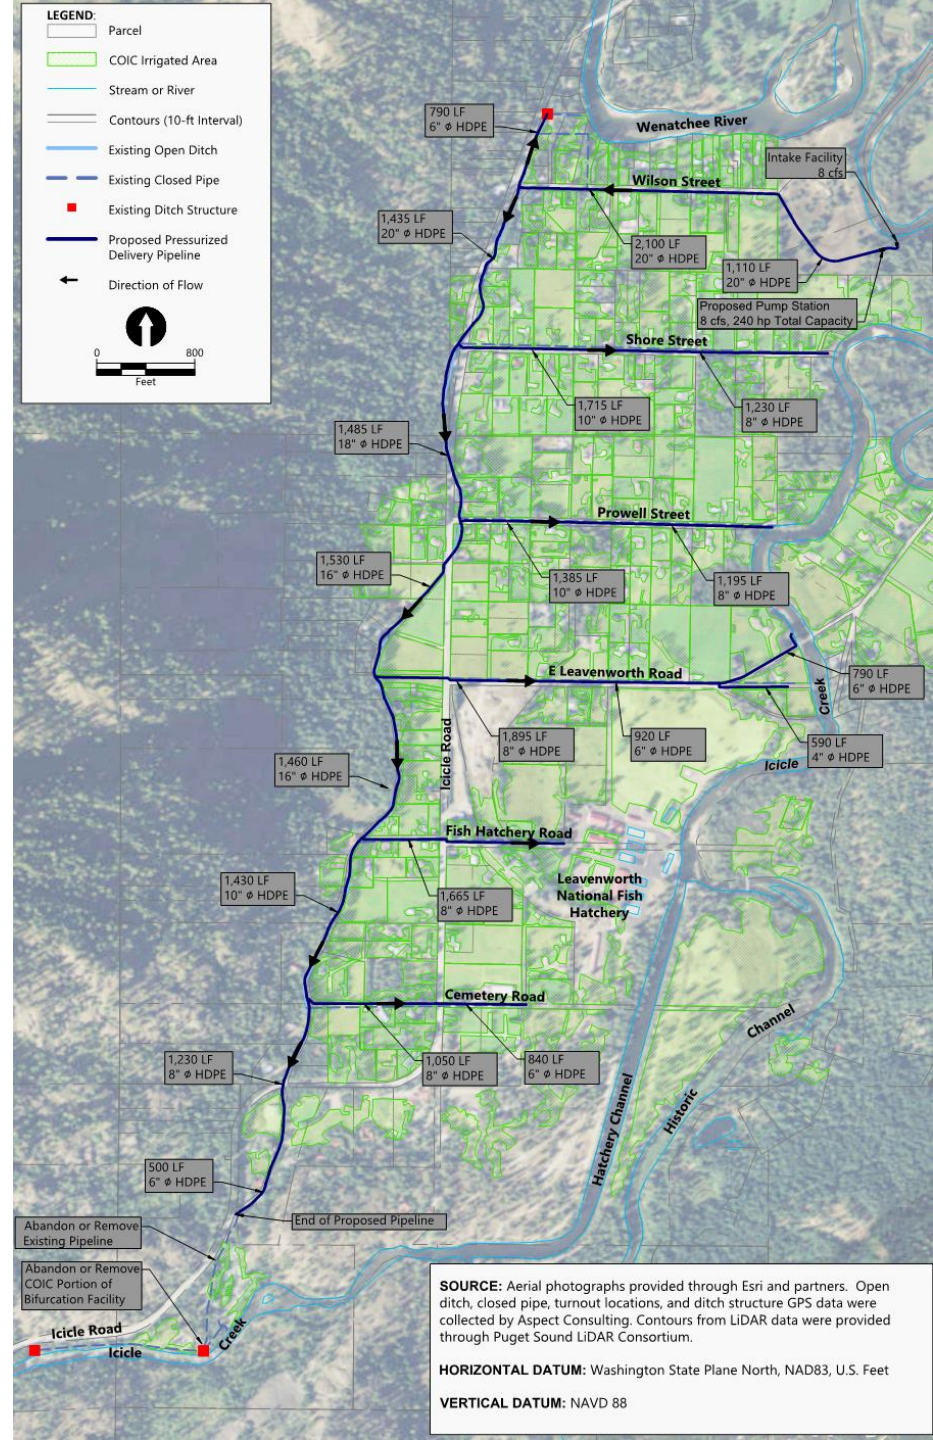 LEGEND:
Parcel
COIC Irrigated Area
Stream or River
Contours (10-ft Interval)
Existing Open Ditch
Existing Closed Pipe
Existing Ditch Structure
Proposed Pressurized
Delivery Pipeline
Direction of Flow
0 800
Feet
790 LF
6" ϕ HDPE
Wenatchee River
Intake Facility
8 cfs
Wilson Street
1,435 LF
20" ϕ HDPE
2,100 LF
20" ϕ HDPE
1,110 LF
20" ϕ HDPE
Proposed Pump Station
8 cfs, 240 hp Total Capacity
Shore Street
1,715 LF
10" ϕ HDPE
1,230 LF
8" ϕ HDPE
1,485 LF
18" ϕ HDPE
Prowell Street
1,530 LF
16" ϕ HDPE
1,385 LF
10" ϕ HDPE
1,195 LF
8" ϕ HDPE
E Leavenworth Road
790 LF
6" ϕ HDPE
Creek
1,895 LF
8" ϕ HDPE
920 LF
6" ϕ HDPE
590 LF
4" ϕ HDPE
Icicle Road
Icicle
1,460 LF
16" ϕ HDPE
Fish Hatchery Road
Leavenworth
National Fish
Hatchery
1,430 LF
10" ϕ HDPE
1,665 LF
8" ϕ HDPE
Cemetery Road
Channel
1,230 LF
8" ϕ HDPE
1,050 LF
8" ϕ HDPE
840 LF
6" ϕ HDPE
Hatchery Channel
Historic
500 LF
6" ϕ HDPE
End of Proposed Pipeline
Abandon or Remove
Existing Pipeline
Abandon or Remove
COIC Portion of
Bifurcation Facility
Icicle Road
Icicle
Creek
SOURCE: Aerial photographs provided through Esri and partners. Open
ditch, closed pipe, turnout locations, and ditch structure GPS data were
collected by Aspect Consulting. Contours from LiDAR data were provided
through Puget Sound LiDAR Consortium.
HORIZONTAL DATUM: Washington State Plane North, NAD83, U.S. Feet
VERTICAL DATUM: NAVD 88